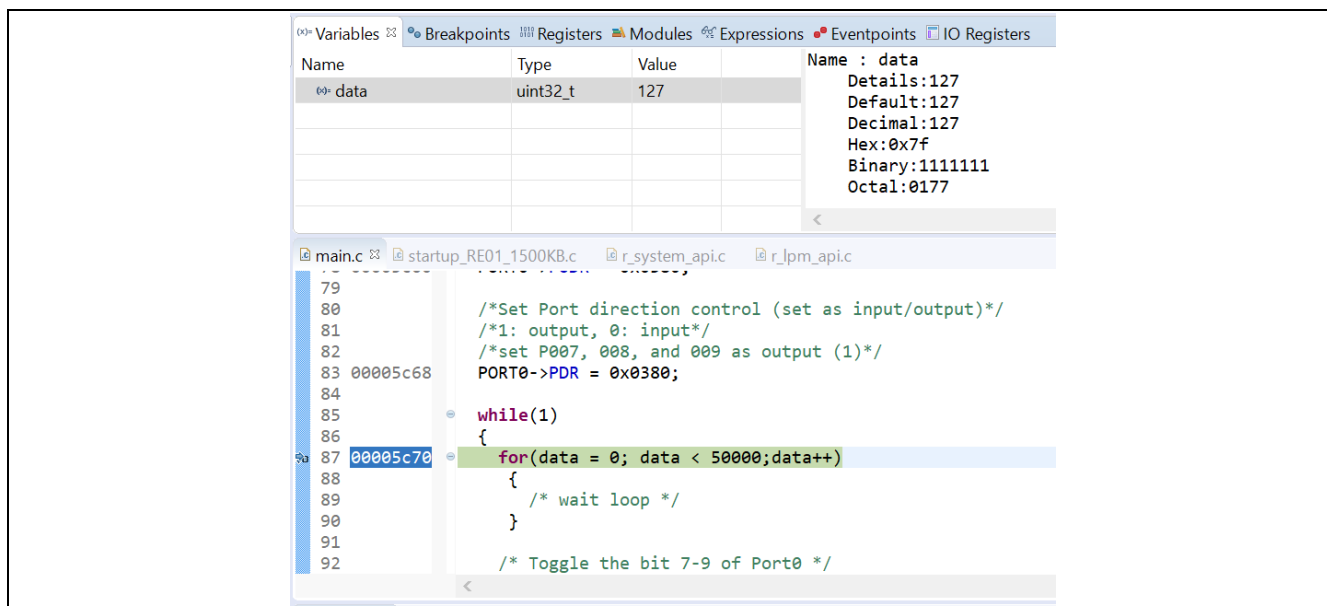 Variables Breakpoints Registers Modules Expressions Eventpoints IO Registers
Name Type Value
data uint32_t 127
Name : data
Details:127
Default:127
Decimal:127
Hex:0x7f
Binary:1111111
Octal:0177
main.c startup_RE01_1500KB.c r_system_api.c r_lpm_api.c
79
80 /*Set Port direction control (set as input/output)*/
81 /*1: output, 0: input*/
82 /*set P007, 008, and 009 as output (1)*/
83 00005c68 PORT0->PDR = 0x0380;
84
85 while(1)
86 {
87 00005c70 for(data = 0; data < 50000;data++)
88 {
89 /* wait loop */
90 }
91
92 /* Toggle the bit 7-9 of Port0 */